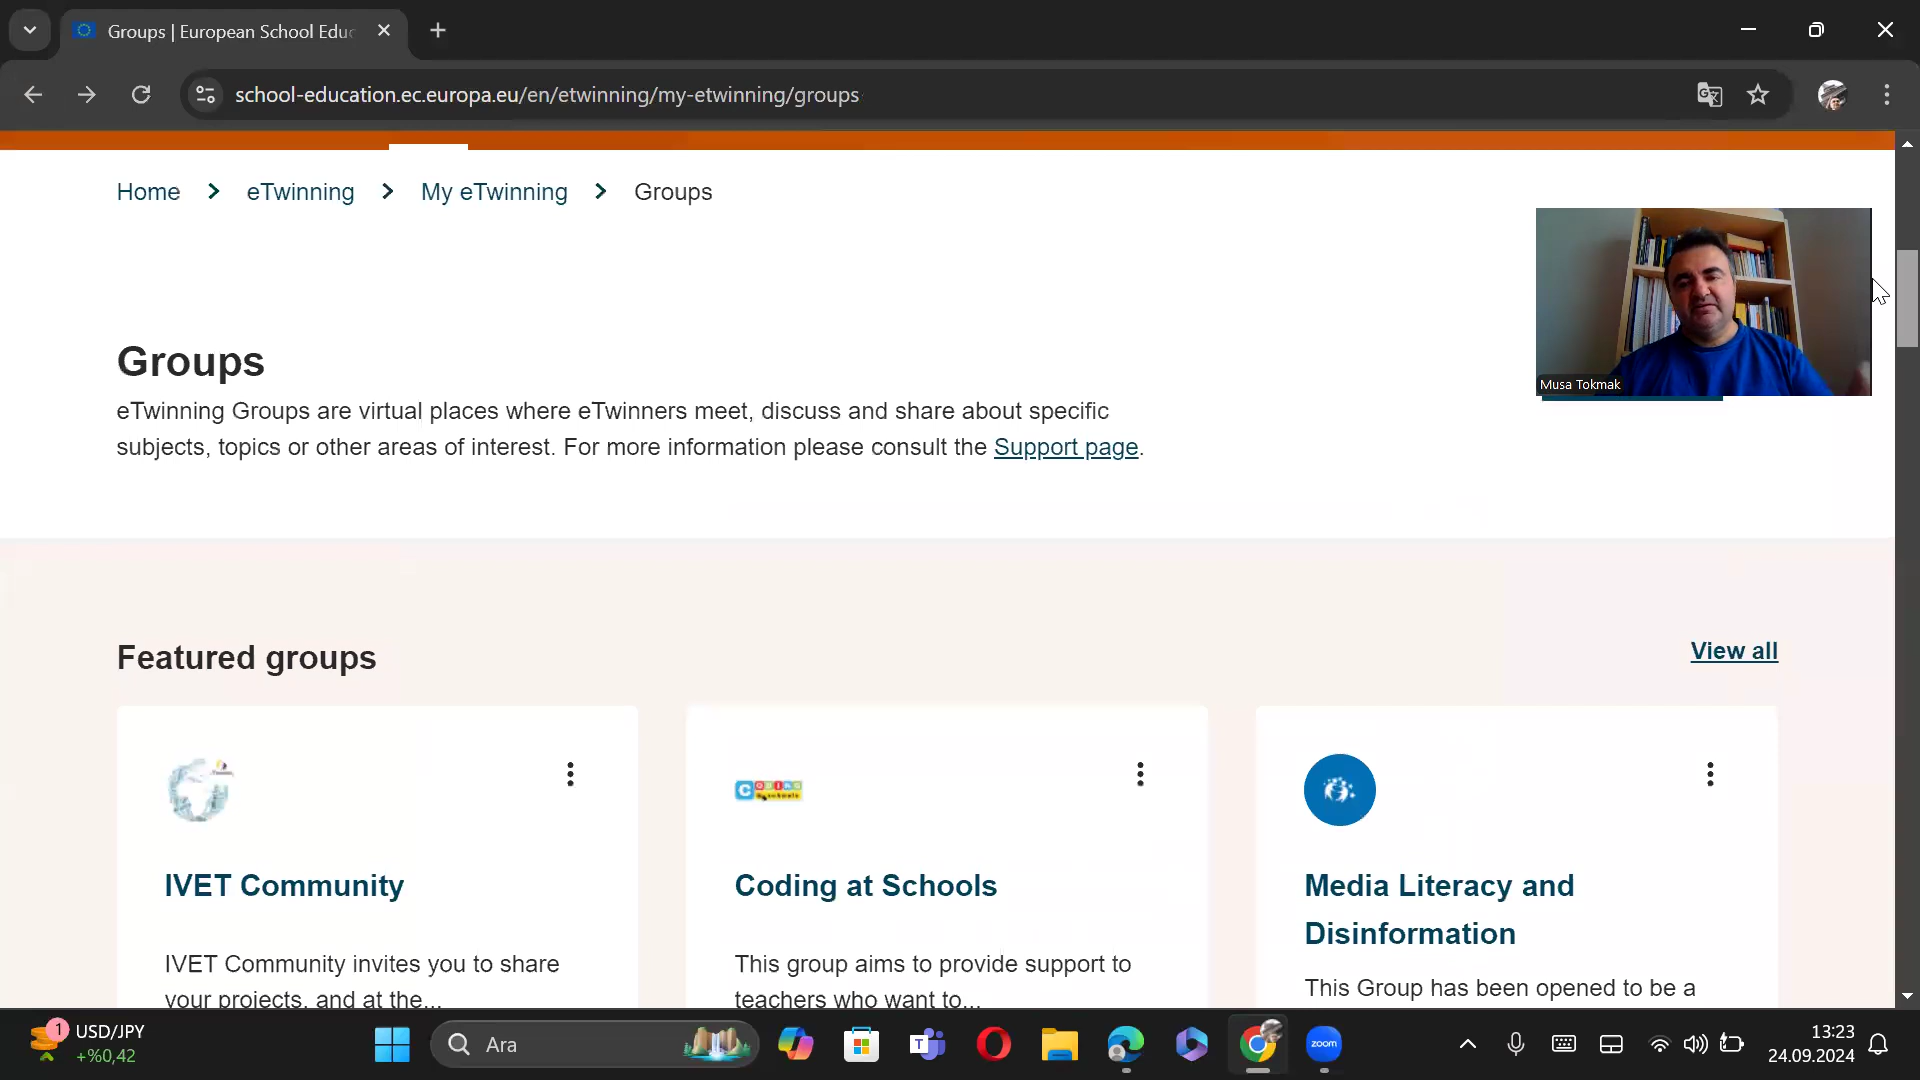 Groups | European School Educ
school-education.ec.europa.eu/en/etwinning/my-etwinning/groups
Home > eTwinning > My eTwinning > Groups
Musa Tokmak
Groups
eTwinning Groups are virtual places where eTwinners meet, discuss and share about specific
subjects, topics or other areas of interest. For more information please consult the Support page.
Featured groups
View all
IVET Community
IVET Community invites you to share
your projects, and at the...
CODING
Coding at Schools
This group aims to provide support to
teachers who want to...
Media Literacy and
Disinformation
This Group has been opened to be a
1
USD/JPY
+%0,42
Ara
zoom
13:23
24.09.2024